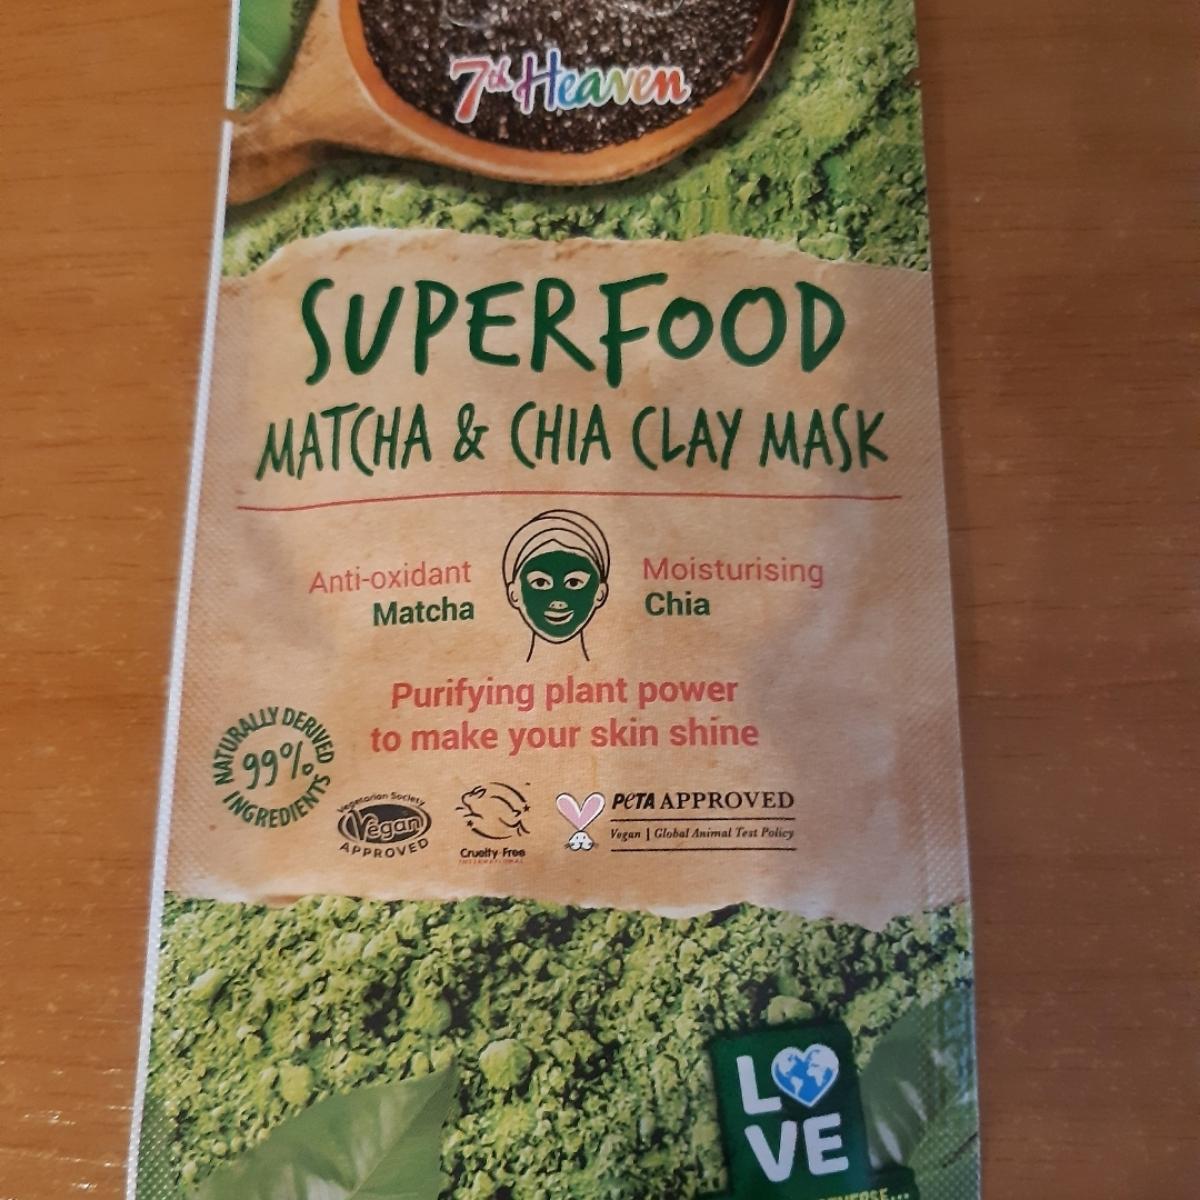 7th Heaven
SUPERFOOD
MATCHA & CHIA CLAY MASK
Anti-oxidant
Matcha
Moisturising
Chia
Purifying plant power
to make your skin shine
NATURALLY DERIVED
99%
INGREDIENTS
Vegetarian Society
Vegan
APPROVED
Cruelty Free
INTERNATIONAL
PETA APPROVED
Vegan | Global Animal Test Policy
LOVE